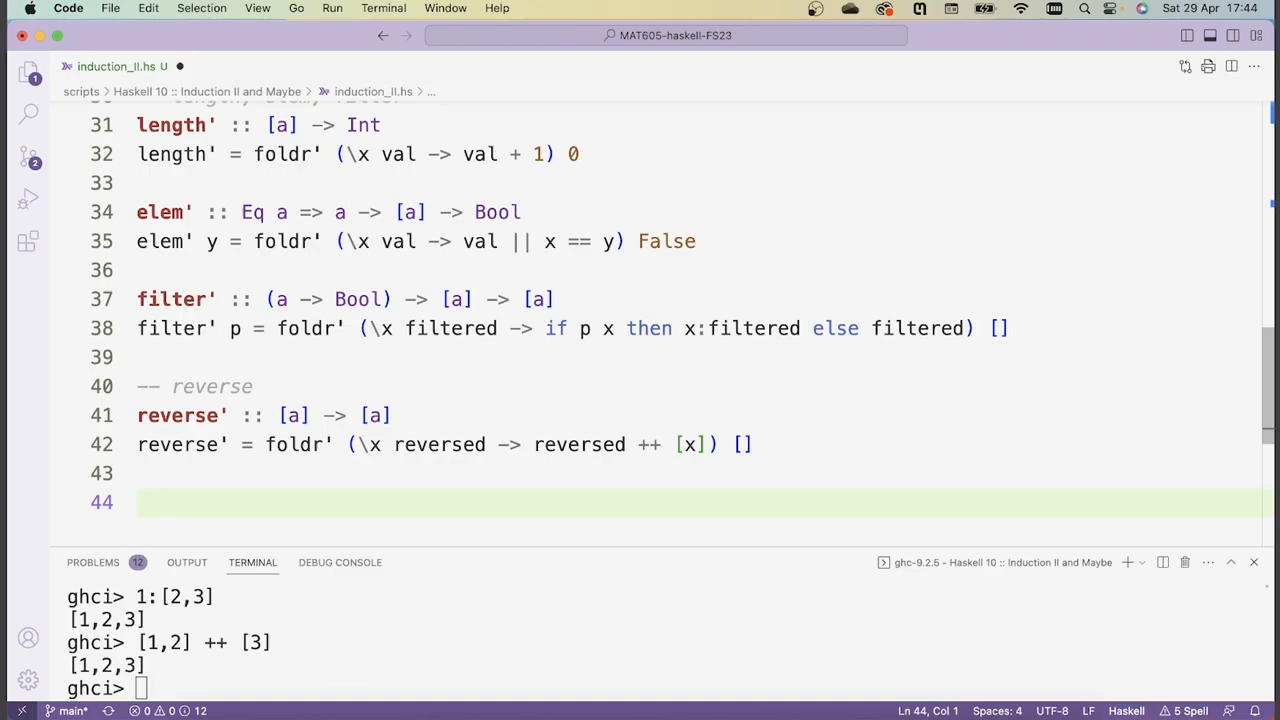 Code File Edit Selection View Go Run Terminal Window Help Sat 29 Apr 17:44
MAT605-haskell-FS23
induction_II.hs U
scripts > Haskell 10 :: Induction II and Maybe > induction_II.hs > ...
31 length' :: [a] -> Int
32 length' = foldr' (\x val -> val + 1) 0
33
34 elem' :: Eq a => a -> [a] -> Bool
35 elem' y = foldr' (\x val -> val || x == y) False
36
37 filter' :: (a -> Bool) -> [a] -> [a]
38 filter' p = foldr' (\x filtered -> if p x then x:filtered else filtered) []
39
40 -- reverse
41 reverse' :: [a] -> [a]
42 reverse' = foldr' (\x reversed -> reversed ++ [x]) []
43
44
PROBLEMS 12 OUTPUT TERMINAL DEBUG CONSOLE ghc-9.2.5 - Haskell 10 :: Induction II and Maybe
ghci> 1:[2,3]
[1,2,3]
ghci> [1,2] ++ [3]
[1,2,3]
ghci>
main* 0 0 12 Ln 44, Col 1 Spaces: 4 UTF-8 LF Haskell 5 Spell